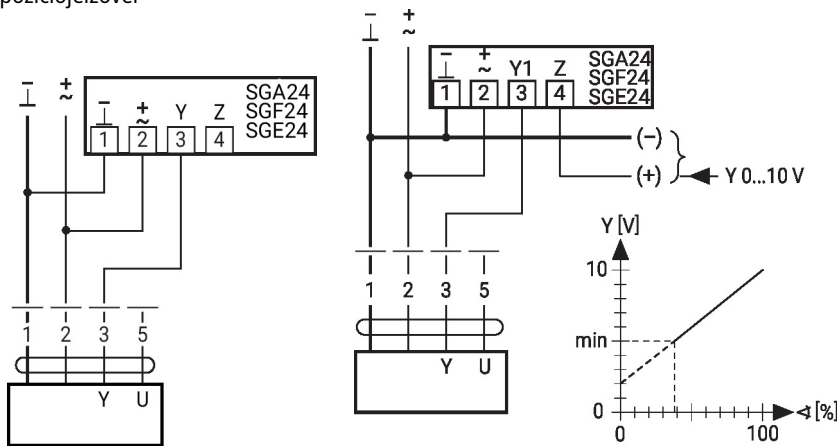 pozíciójelzővel
– +
⊥ ~
– + Y Z
⊥ ~
1 2 3 4
SGA24
SGF24
SGE24
1 2 3 5
Y U
– +
⊥ ~
– + Y1 Z
⊥ ~
1 2 3 4
SGA24
SGF24
SGE24
(–)
(+)
Y 0...10 V
1 2 3 5
Y U
Y [V]
10
min
0
0 100
∢ [%]